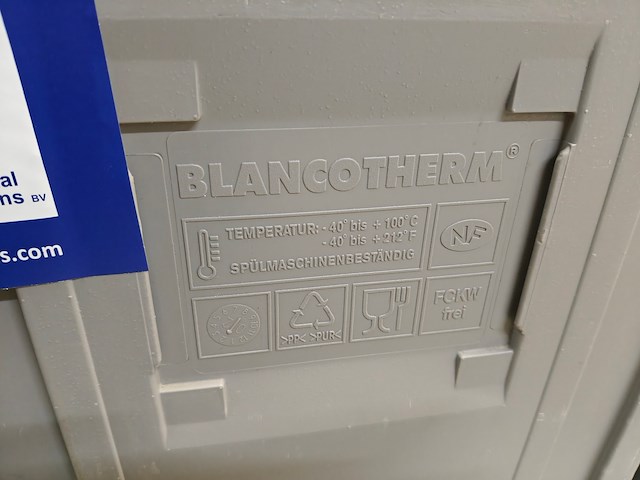 al
ns BV
s.com
BLANCOTHERM®
TEMPERATUR: -40° bis +100°C
-40° bis +212°F
SPÜLMASCHINENBESTÄNDIG
NF
>PP< >PUR<
FCKW
frei